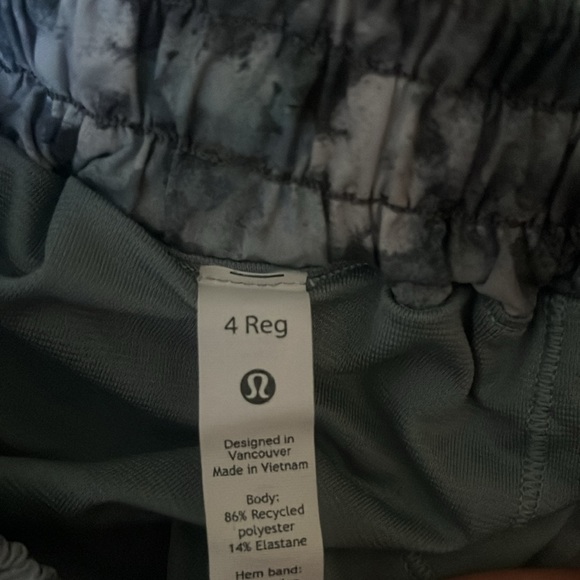 4 Reg
Designed in
Vancouver
Made in Vietnam
Body:
86% Recycled
polyester
14% Elastane
Hem band: